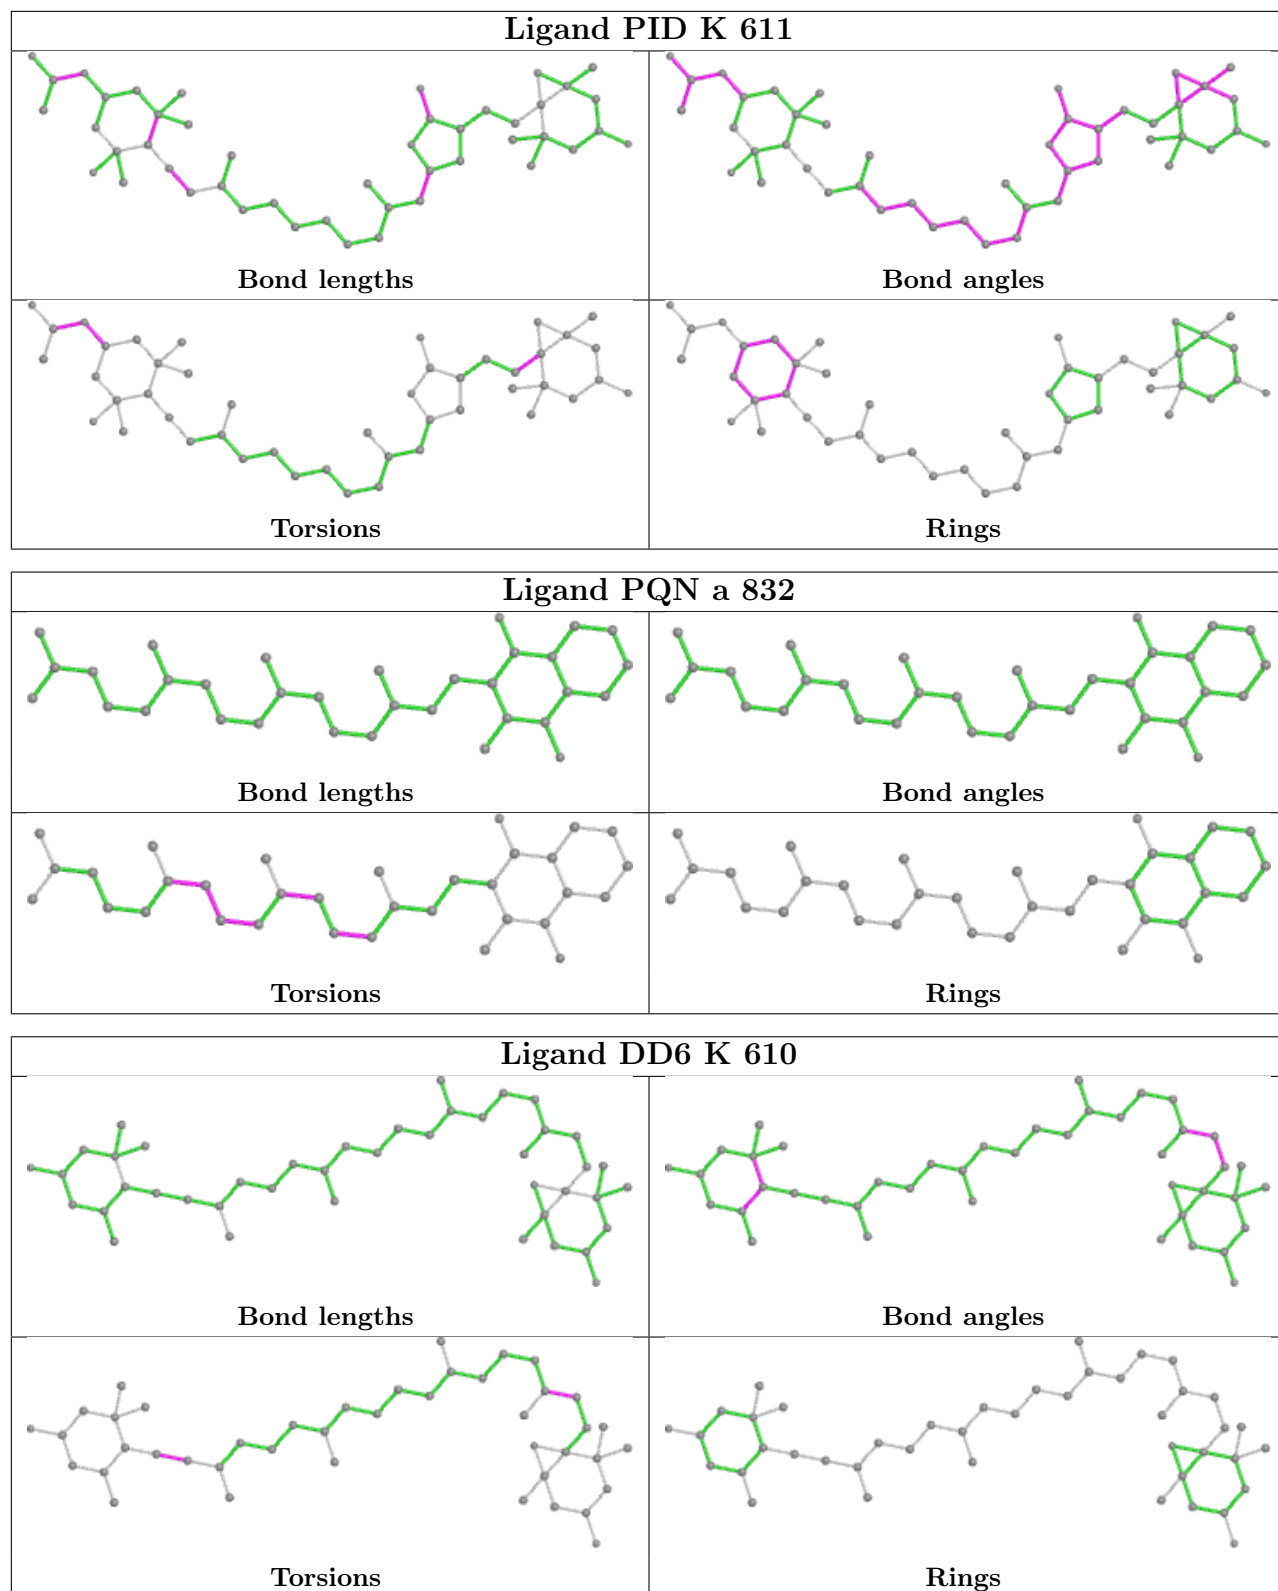 Ligand PID K 611
Bond lengths
Bond angles
Torsions
Rings
Ligand PQN a 832
Bond lengths
Bond angles
Torsions
Rings
Ligand DD6 K 610
Bond lengths
Bond angles
Torsions
Rings